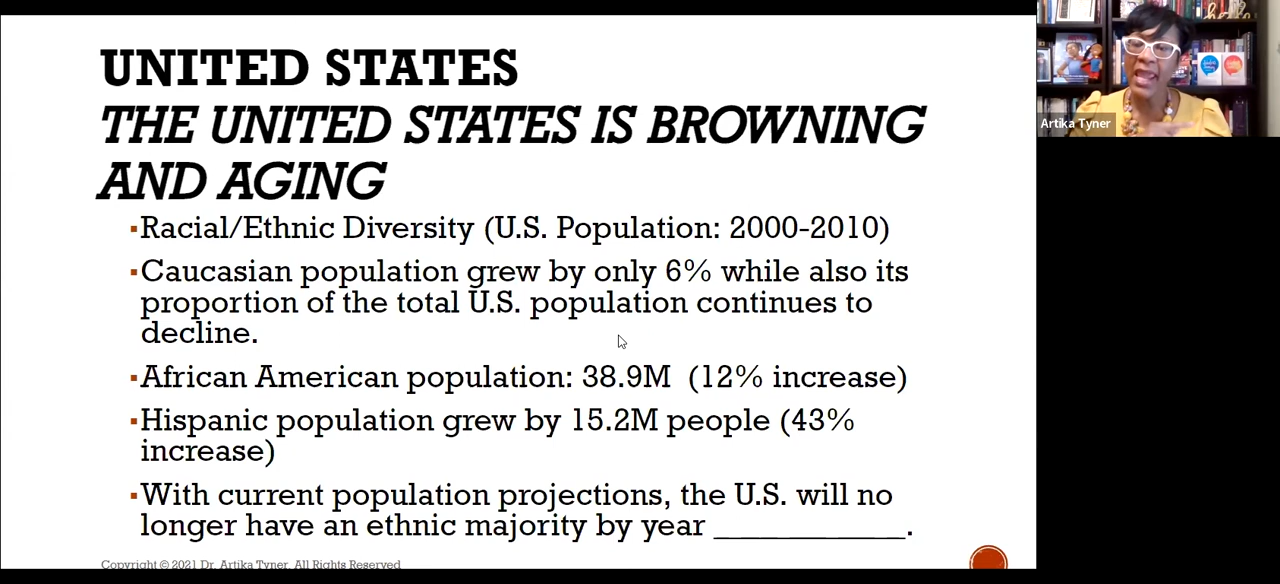 UNITED STATES
THE UNITED STATES IS BROWNING
AND AGING
▪Racial/Ethnic Diversity (U.S. Population: 2000-2010)
▪Caucasian population grew by only 6% while also its
proportion of the total U.S. population continues to
decline.
▪African American population: 38.9M (12% increase)
▪Hispanic population grew by 15.2M people (43%
increase)
▪With current population projections, the U.S. will no
longer have an ethnic majority by year ____________.
Copyright © 2021 Dr. Artika Tyner. All Rights Reserved
Artika Tyner